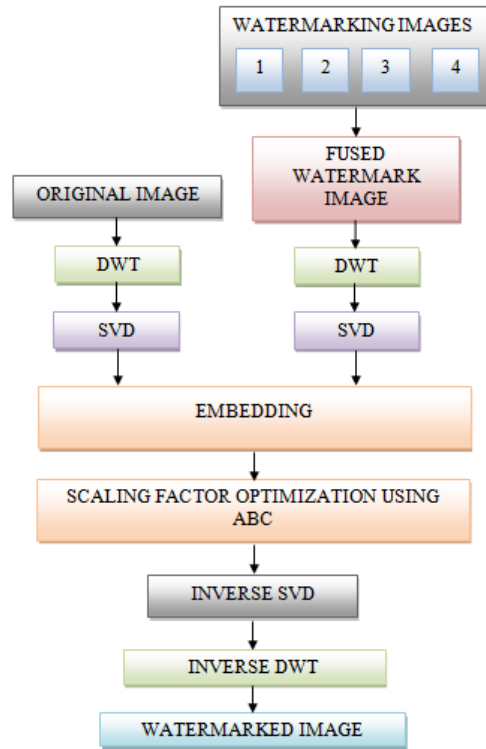 WATERMARKING IMAGES
1 2 3 4
FUSED
WATERMARK
IMAGE
ORIGINAL IMAGE
DWT
DWT
SVD
SVD
EMBEDDING
SCALING FACTOR OPTIMIZATION USING
ABC
INVERSE SVD
INVERSE DWT
WATERMARKED IMAGE